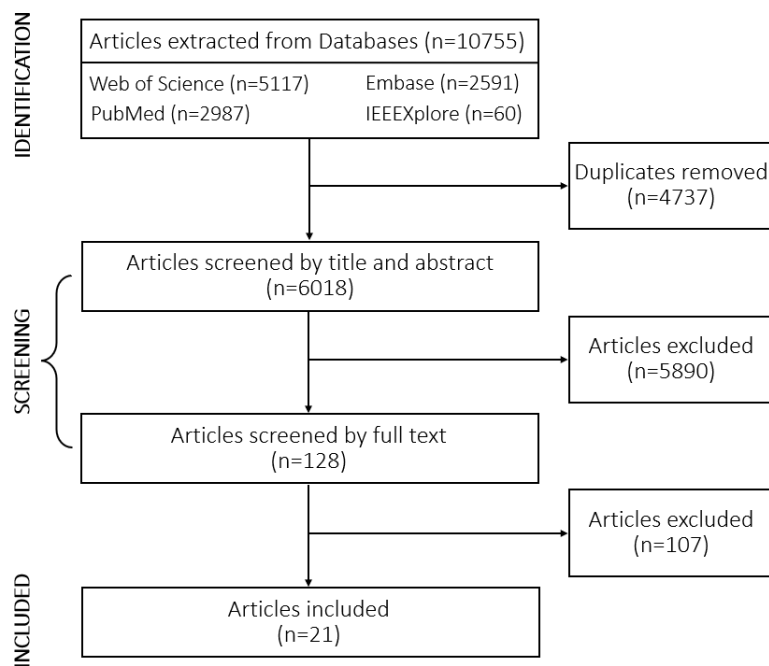 IDENTIFICATION
Articles extracted from Databases (n=10755)
Web of Science (n=5117)
Embase (n=2591)
PubMed (n=2987)
IEEEXplore (n=60)
Duplicates removed
(n=4737)
SCREENING
Articles screened by title and abstract
(n=6018)
Articles excluded
(n=5890)
Articles screened by full text
(n=128)
Articles excluded
(n=107)
INCLUDED
Articles included
(n=21)